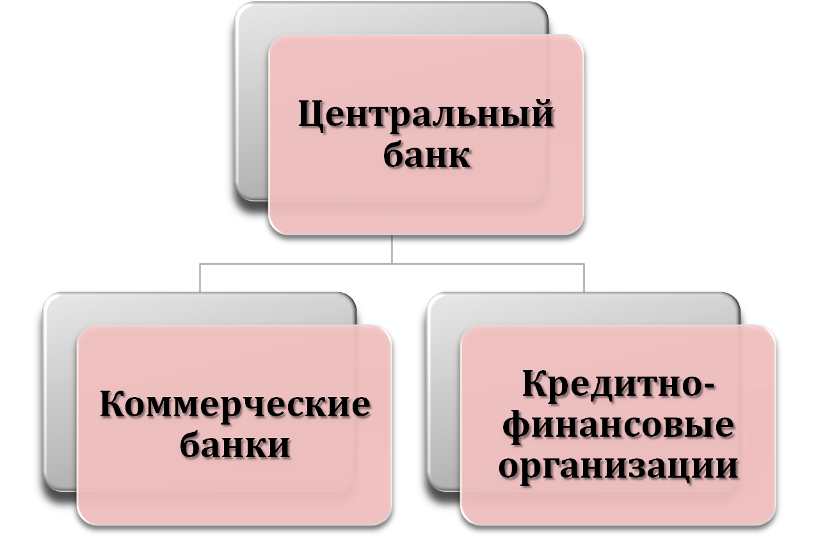 Центральный
банк
Коммерческие
банки
Кредитно-
финансовые
организации